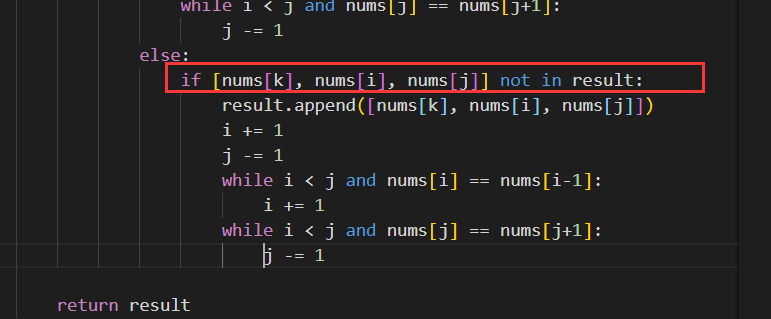 while i < j and nums[j] == nums[j+1]:
j -= 1
else:
if [nums[k], nums[i], nums[j]] not in result:
result.append([nums[k], nums[i], nums[j]])
i += 1
j -= 1
while i < j and nums[i] == nums[i-1]:
i += 1
while i < j and nums[j] == nums[j+1]:
j -= 1
return result